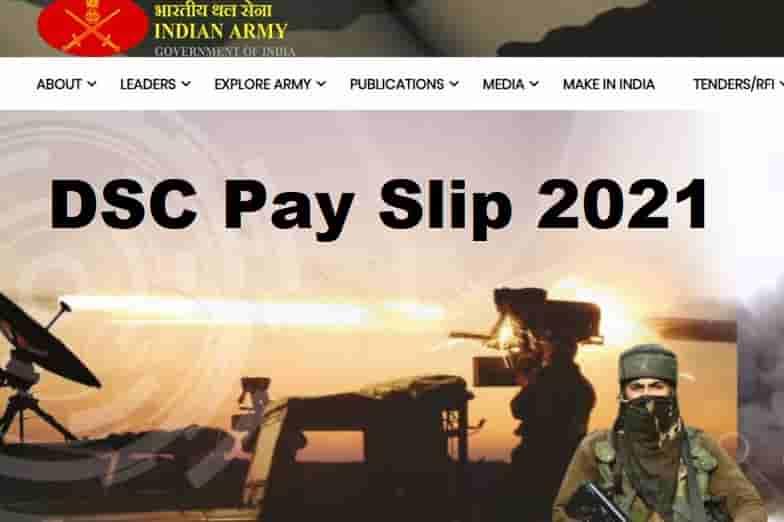 भारतीय थल सेना
INDIAN ARMY
GOVERNMENT OF INDIA
ABOUT LEADERS EXPLORE ARMY PUBLICATIONS MEDIA MAKE IN INDIA TENDERS/RFI
DSC Pay Slip 2021